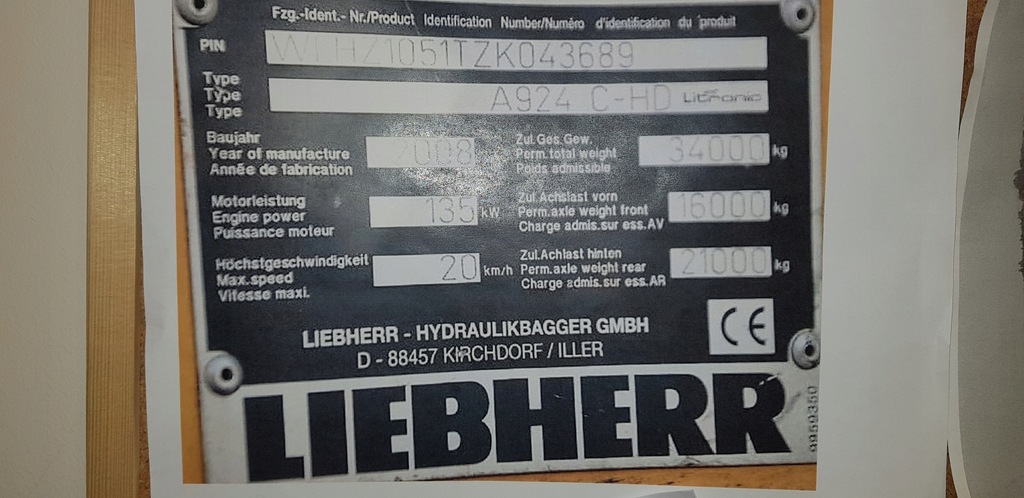 Fzg.-Ident.- Nr./Product Identification Number/Numéro d'identification du produit
PIN WLHZ1051TZK043689
Type
Type A924 C-HD Litronic
Type
Baujahr
Year of manufacture 2008
Année de fabrication
Zul.Ges.Gew.
Perm.total weight 34000 kg
Poids admissible
Motorleistung
Engine power 135 kW
Puissance moteur
Zul.Achslast vorn
Perm.axle weight front 16000 kg
Charge admis.sur ess.AV
Höchstgeschwindigkeit
Max.speed 20 km/h
Vitesse maxi.
Zul.Achlast hinten
Perm.axle weight rear 21000 kg
Charge admis.sur ess.AR
LIEBHERR - HYDRAULIKBAGGER GMBH
D - 88457 KIRCHDORF / ILLER
CE
LIEBHERR
9959350